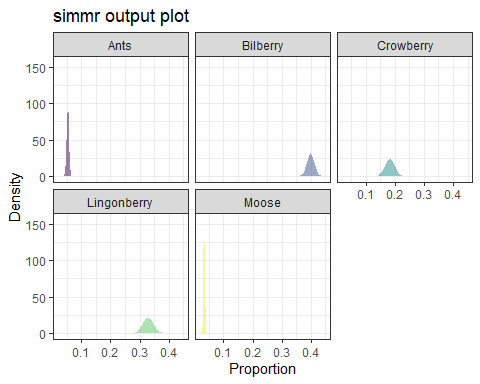 simmr output plot
Ants Bilberry Crowberry
150
100
50
0
0.1 0.2 0.3 0.4
Density
Lingonberry Moose
150
100
50
0
0.1 0.2 0.3 0.4 0.1 0.2 0.3 0.4
Proportion